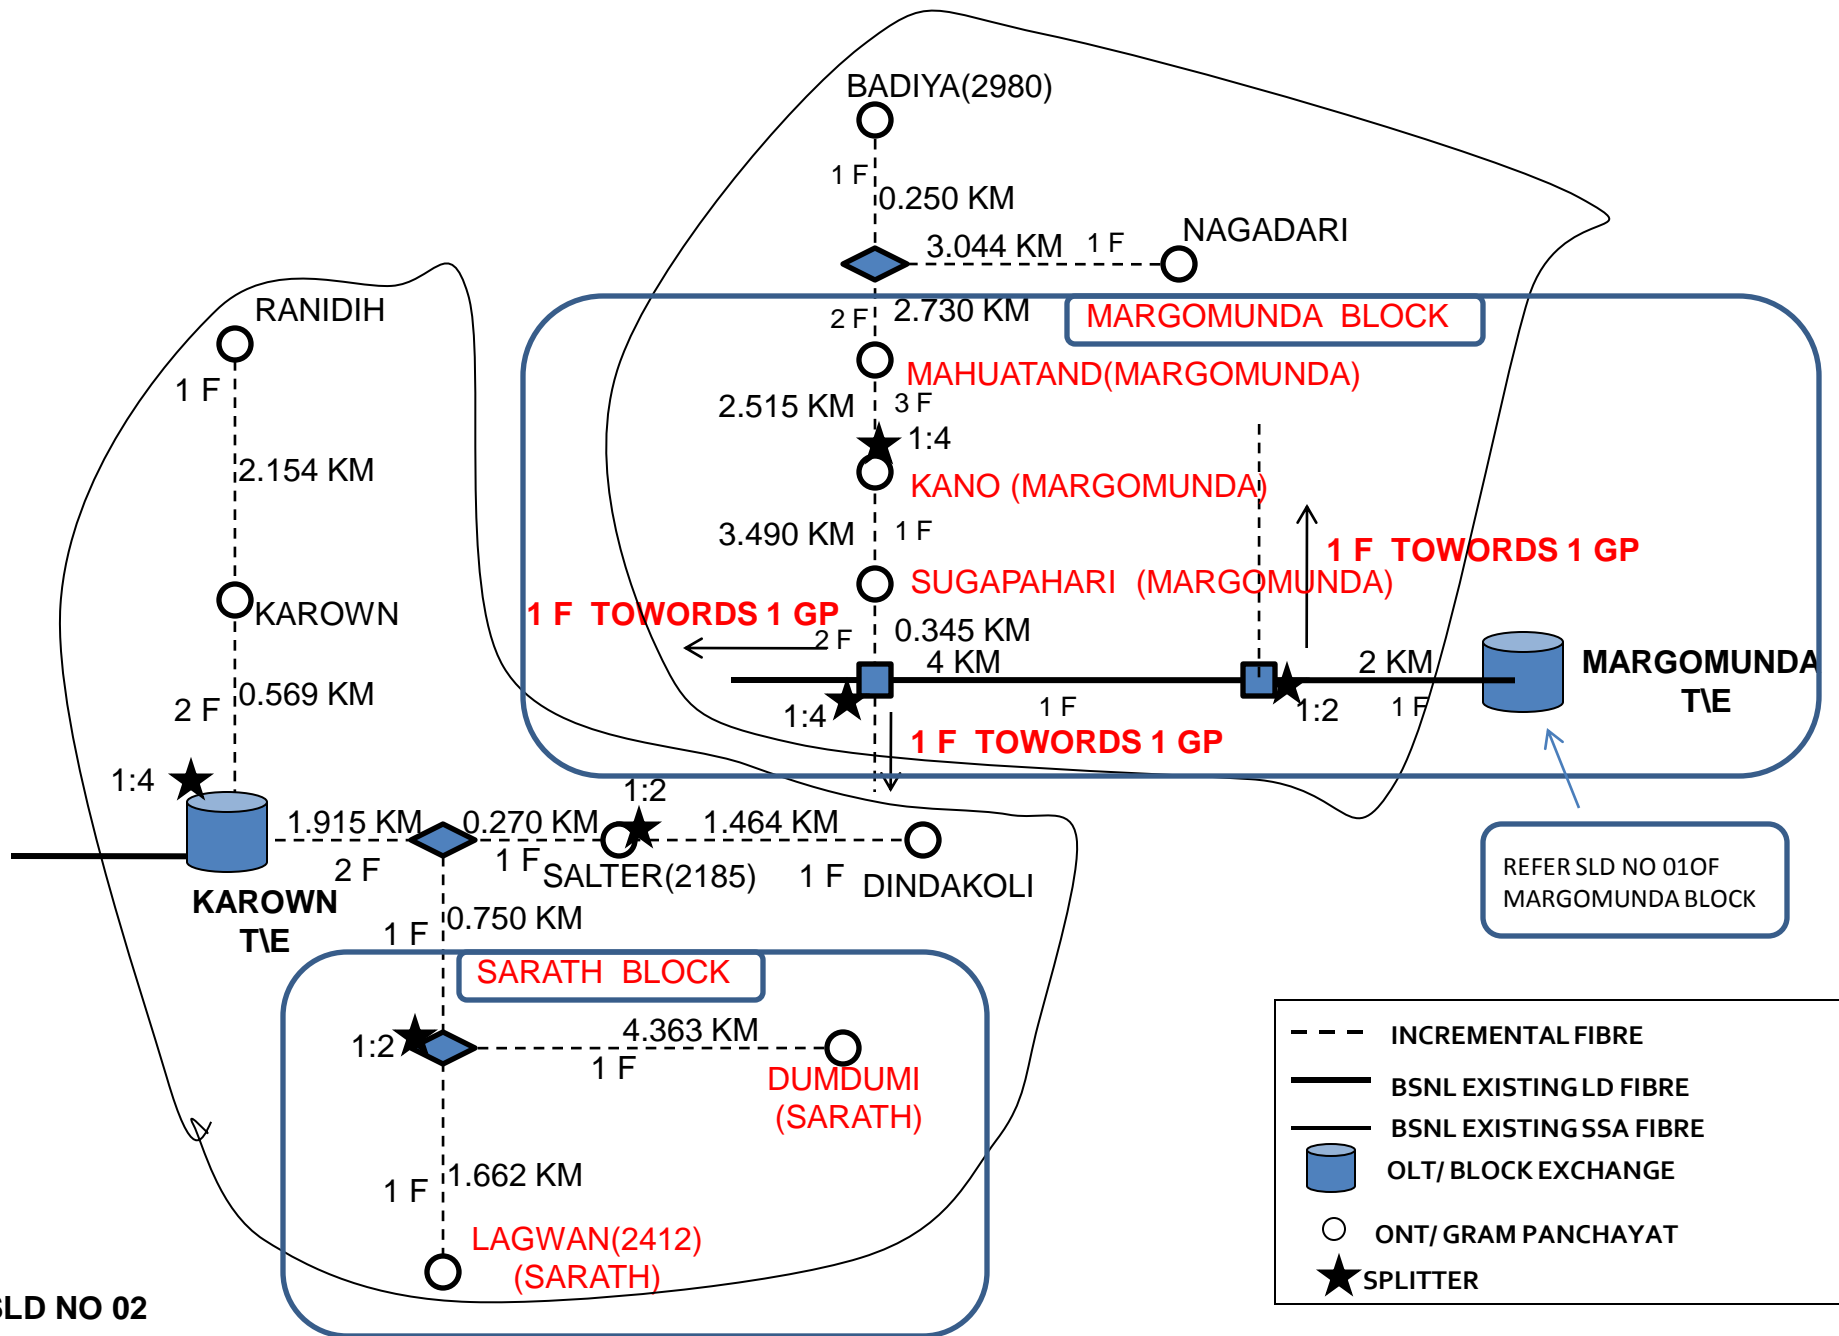 BADIYA(2980)
1 F
0.250 KM
NAGADARI
3.044 KM
1 F
RANIDIH
2.730 KM
2 F
MARGOMUNDA BLOCK
1 F
MAHUATAND(MARGOMUNDA)
2.515 KM
3 F
1:4
2.154 KM
KANO (MARGOMUNDA)
3.490 KM
1 F
1 F TOWORDS 1 GP
SUGAPAHARI (MARGOMUNDA)
KAROWN
1 F TOWORDS 1 GP
2 F
0.345 KM
4 KM
2 KM
MARGOMUNDA
T\E
0.569 KM
2 F
1:4
1 F
1:2
1 F
1 F TOWORDS 1 GP
1:4
1:2
1.915 KM
0.270 KM
1.464 KM
2 F
1 F
SALTER(2185)
1 F
DINDAKOLI
REFER SLD NO 01OF
MARGOMUNDA BLOCK
KAROWN
T\E
0.750 KM
1 F
SARATH BLOCK
4.363 KM
1:2
1 F
DUMDUMI
(SARATH)
1.662 KM
1 F
LAGWAN(2412)
(SARATH)
INCREMENTAL FIBRE
BSNL EXISTING LD FIBRE
BSNL EXISTING SSA FIBRE
OLT/ BLOCK EXCHANGE
ONT/ GRAM PANCHAYAT
SPLITTER
SLD NO 02